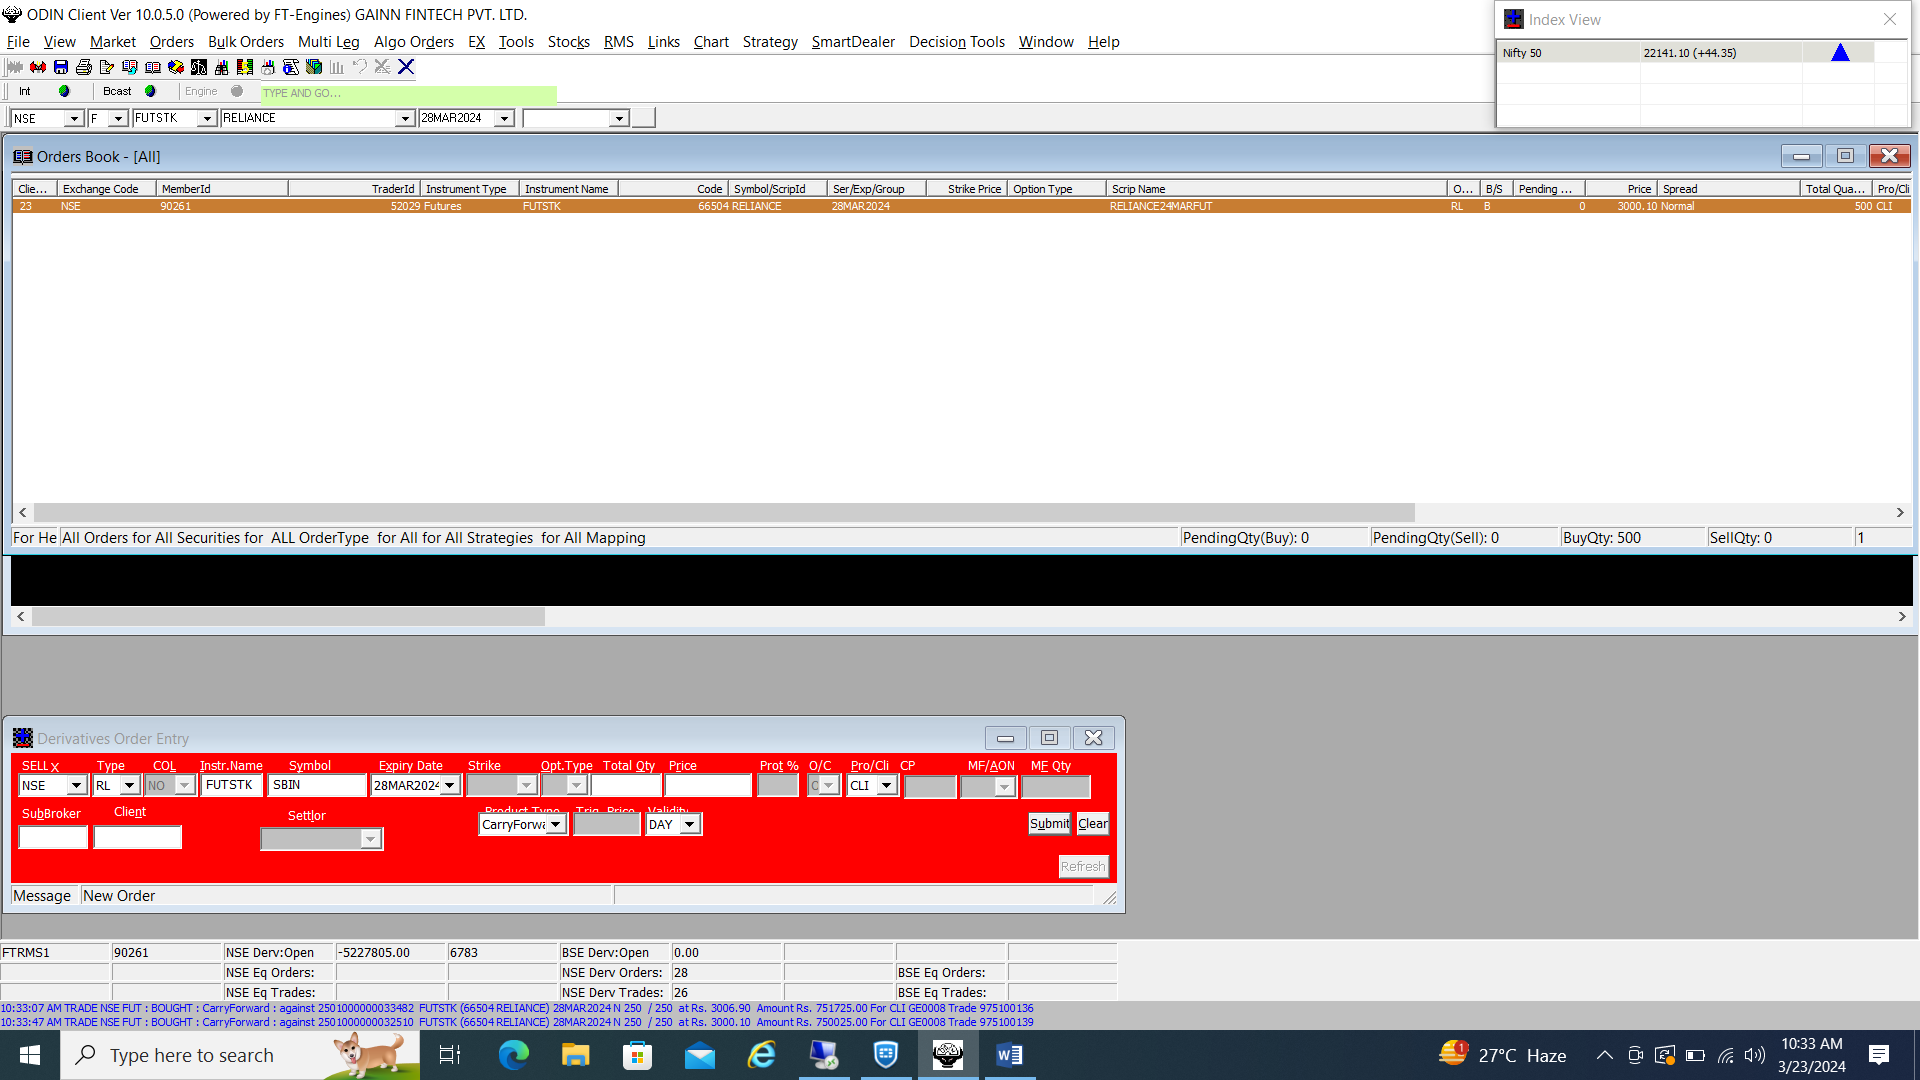 ODIN Client Ver 10.0.5.0 (Powered by FT-Engines) GAINN FINTECH PVT. LTD.
Index View
File View Market Orders Bulk Orders Multi Leg Algo Orders EX Tools Stocks RMS Links Chart Strategy SmartDealer Decision Tools Window Help
Nifty 50 22141.10 (+44.35)
Int Bcast Engine TYPE AND GO...
NSE F FUTSTK RELIANCE 28MAR2024
Orders Book - [All]
Clie... Exchange Code MemberId TraderId Instrument Type Instrument Name Code Symbol/ScripId Ser/Exp/Group Strike Price Option Type Scrip Name O... B/S Pending ... Price Spread Total Qua... Pro/Cli
23 NSE 90261 52029 Futures FUTSTK 66504 RELIANCE 28MAR2024 RELIANCE24MARFUT RL B 0 3000.10 Normal 500 CLI
For He All Orders for All Securities for ALL OrderType for All for All Strategies for All Mapping PendingQty(Buy): 0 PendingQty(Sell): 0 BuyQty: 500 SellQty: 0 1
Derivatives Order Entry
SELL X Type COL Instr.Name Symbol Expiry Date Strike Opt.Type Total Qty Price Prot % O/C Pro/Cli CP MF/AON MF Qty
NSE RL NO FUTSTK SBIN 28MAR2024 CLI
SubBroker Client Settlor Product Type Trig. Price Validity
CarryForwa DAY Submit Clear
Refresh
Message New Order
FTRMS1 90261 NSE Derv:Open -5227805.00 6783 BSE Derv:Open 0.00
NSE Eq Orders: NSE Derv Orders: 28 BSE Eq Orders:
NSE Eq Trades: NSE Derv Trades: 26 BSE Eq Trades:
10:33:07 AM TRADE NSE FUT : BOUGHT : CarryForward : against 2501000000033482 FUTSTK (66504 RELIANCE) 28MAR2024 N 250 / 250 at Rs. 3006.90 Amount Rs. 751725.00 For CLI GE0008 Trade 975100136
10:33:47 AM TRADE NSE FUT : BOUGHT : CarryForward : against 2501000000032510 FUTSTK (66504 RELIANCE) 28MAR2024 N 250 / 250 at Rs. 3000.10 Amount Rs. 750025.00 For CLI GE0008 Trade 975100139
Type here to search
1 27°C Haze
10:33 AM
3/23/2024